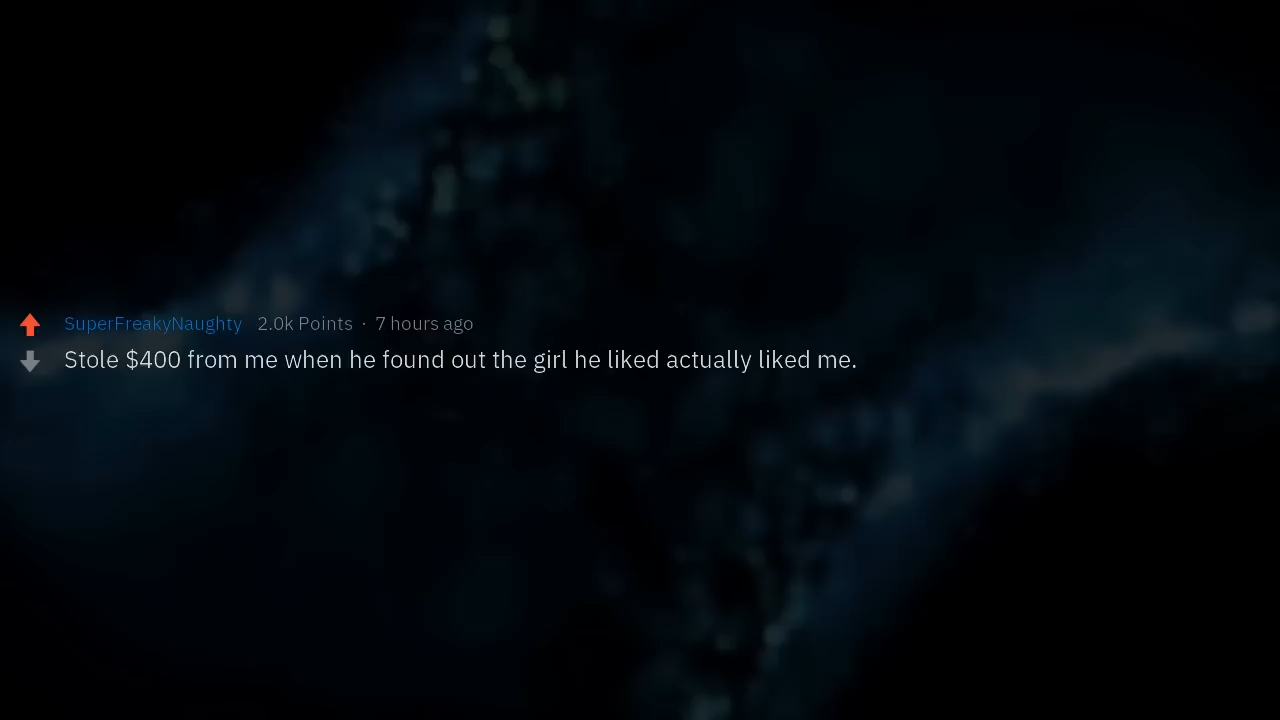 SuperFreakyNaughty 2.0k Points · 7 hours ago
Stole $400 from me when he found out the girl he liked actually liked me.